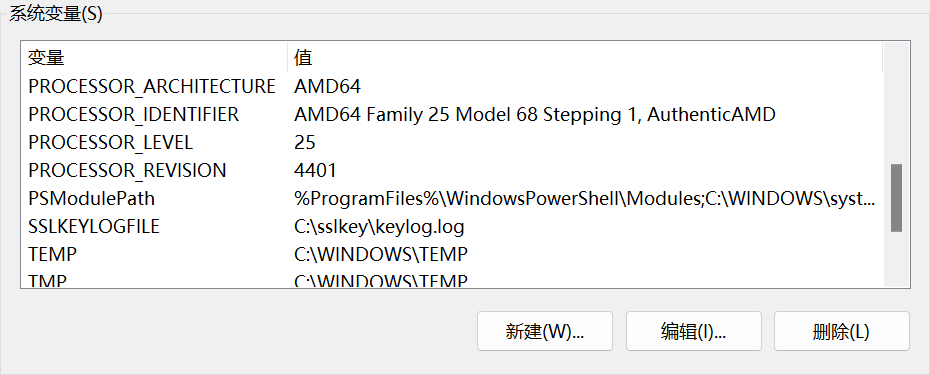 系统变量(S)
变量 值
PROCESSOR_ARCHITECTURE AMD64
PROCESSOR_IDENTIFIER AMD64 Family 25 Model 68 Stepping 1, AuthenticAMD
PROCESSOR_LEVEL 25
PROCESSOR_REVISION 4401
PSModulePath %ProgramFiles%\WindowsPowerShell\Modules;C:\WINDOWS\syst...
SSLKEYLOGFILE C:\sslkey\keylog.log
TEMP C:\WINDOWS\TEMP
TMP C:\WINDOWS\TEMP
新建(W)... 编辑(I)... 删除(L)